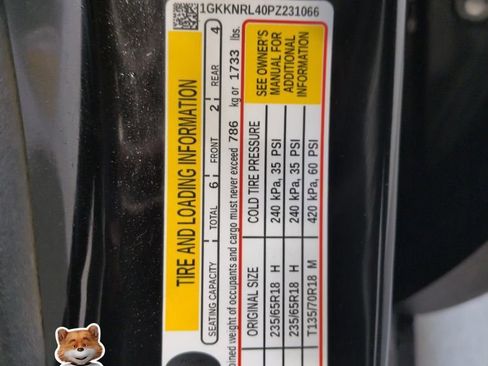 1GKKNRL40PZ231066
TIRE AND LOADING INFORMATION
SEATING CAPACITY TOTAL 6 FRONT 2 REAR 4
of occupants and cargo must never exceed 786 kg or 1733 lbs.
ORIGINAL SIZE COLD TIRE PRESSURE
235/65R18 H 240 kPa, 35 PSI
235/65R18 H 240 kPa, 35 PSI
T135/70R18 M 420 kPa, 60 PSI
SEE OWNER'S
MANUAL FOR
ADDITIONAL
INFORMATION